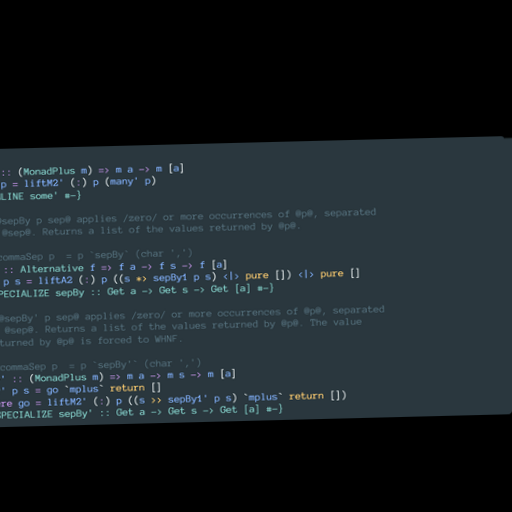 :: (MonadPlus m) => m a -> m [a]
p = liftM2' (:) p (many' p)
LINE some' #-}
@sepBy p sep@ applies /zero/ or more occurrences of @p@, separated
@sep@. Returns a list of the values returned by @p@.
commaSep p  = p `sepBy` (char ',')
:: Alternative f => f a -> f s -> f [a]
p s = liftA2 (:) p ((s *> sepBy1 p s) <|> pure []) <|> pure []
PECIALIZE sepBy :: Get a -> Get s -> Get [a] #-}
@sepBy' p sep@ applies /zero/ or more occurrences of @p@, separated
@sep@. Returns a list of the values returned by @p@. The value
turned by @p@ is forced to WHNF.
commaSep p  = p `sepBy'` (char ',')
' :: (MonadPlus m) => m a -> m s -> m [a]
' p s = go `mplus` return []
re go = liftM2' (:) p ((s >> sepBy1' p s) `mplus` return [])
PECIALIZE sepBy' :: Get a -> Get s -> Get [a] #-}